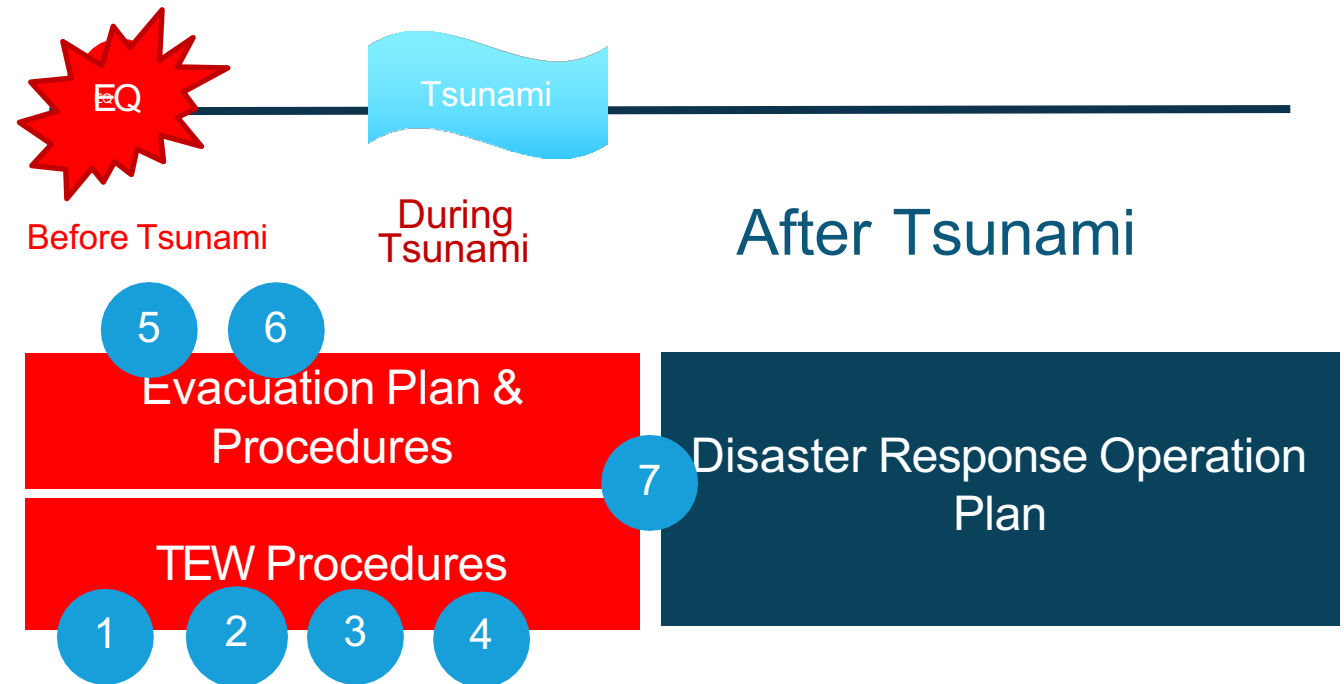 EQ
EQ
Tsunami
Before Tsunami
During
Tsunami
After Tsunami
5
6
Evacuation Plan &
Procedures
7
Disaster Response Operation
Plan
TEW Procedures
1
2
3
4